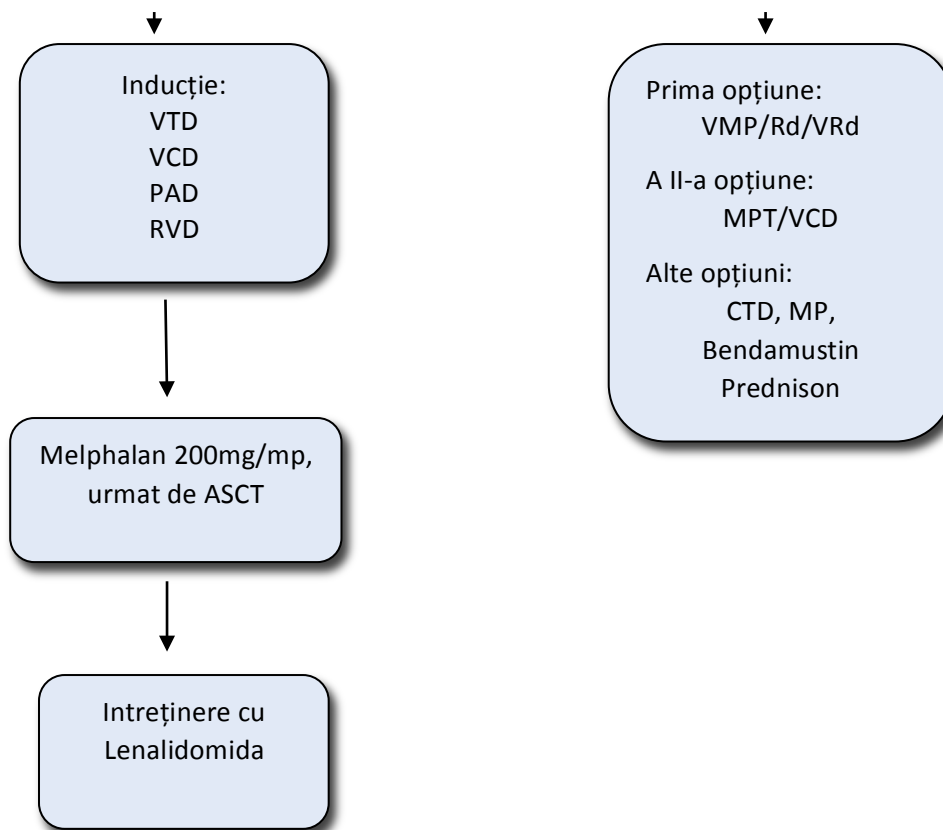 Inducție:
VTD
VCD
PAD
RVD
Melphalan 200mg/mp,
urmat de ASCT
Intreținere cu
Lenalidomida
Prima opțiune:
VMP/Rd/VRd
A II-a opțiune:
MPT/VCD
Alte opțiuni:
CTD, MP,
Bendamustin
Prednison